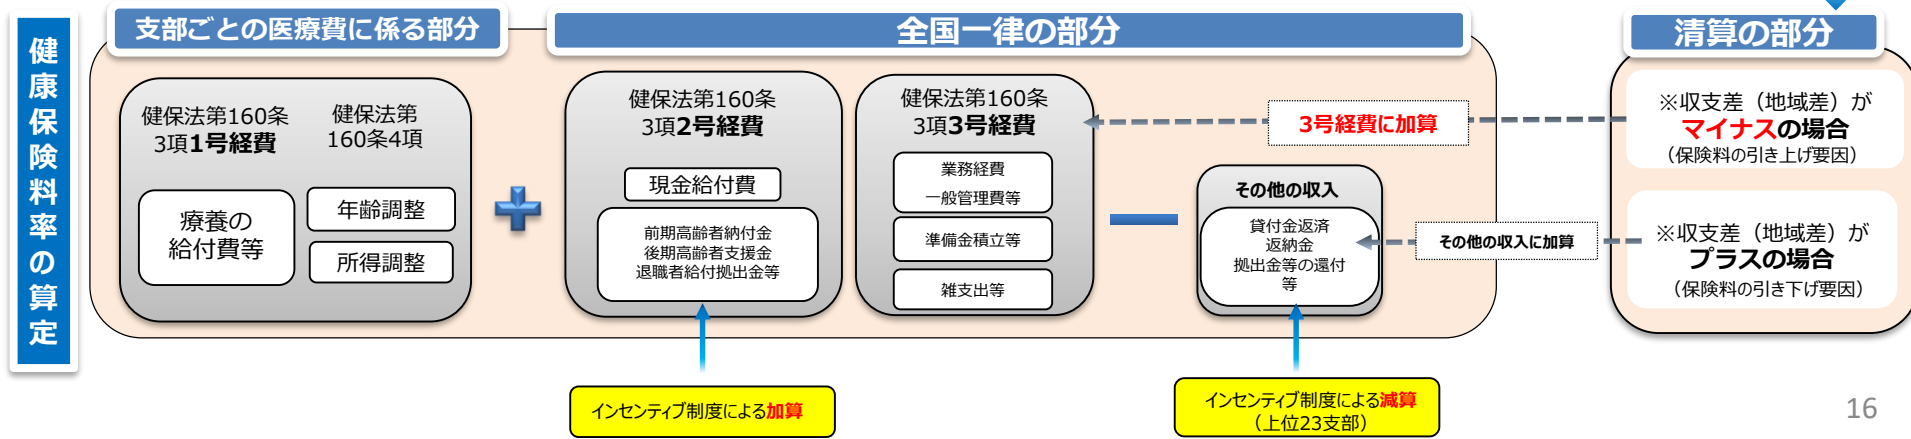 健康保険料率の算定
支部ごとの医療費に係る部分
健保法第160条
3項1号経費
健保法第
160条4項
療養の
給付費等
年齢調整
所得調整
全国一律の部分
健保法第160条
3項2号経費
現金給付費
前期高齢者納付金
後期高齢者支援金
退職者給付拠出金等
健保法第160条
3項3号経費
業務経費
一般管理費等
準備金積立等
雑支出等
その他の収入
貸付金返済
返納金
拠出金等の還付
等
3号経費に加算
その他の収入に加算
清算の部分
※収支差（地域差）が
マイナスの場合
（保険料の引き上げ要因）
※収支差（地域差）が
プラスの場合
（保険料の引き下げ要因）
インセンティブ制度による加算
インセンティブ制度による減算
（上位23支部）
16